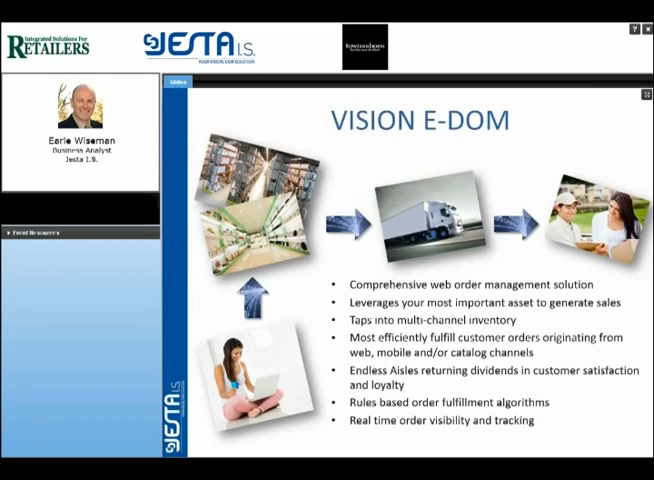 Integrated Solutions For
RETAILERS
JESTA I.S.
YOUR VISION, OUR SOLUTION
Earle Wiseman
Business Analyst
Jesta I.S.
Slides
Event Resources
VISION E-DOM
• Comprehensive web order management solution
• Leverages your most important asset to generate sales
• Taps into multi-channel inventory
• Most efficiently fulfill customer orders originating from
web, mobile and/or catalog channels
• Endless Aisles returning dividends in customer satisfaction
and loyalty
• Rules based order fulfillment algorithms
• Real time order visibility and tracking
JESTA I.S.